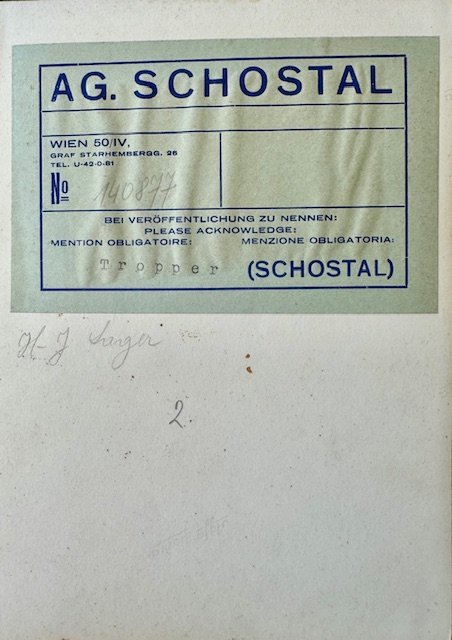 AG. SCHOSTAL
WIEN 50/IV,
GRAF STARHEMBERGG. 26
TEL. U-42-0-81
No 140877
BEI VERÖFFENTLICHUNG ZU NENNEN:
PLEASE ACKNOWLEDGE:
MENTION OBLIGATOIRE: MENZIONE OBLIGATORIA:
Tropper (SCHOSTAL)
2.